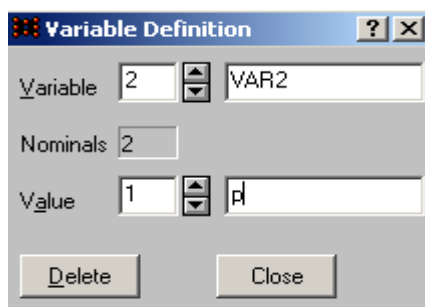 Variable Definition ? ×
Variable 2 VAR2
Nominals 2
Value 1 p
Delete Close